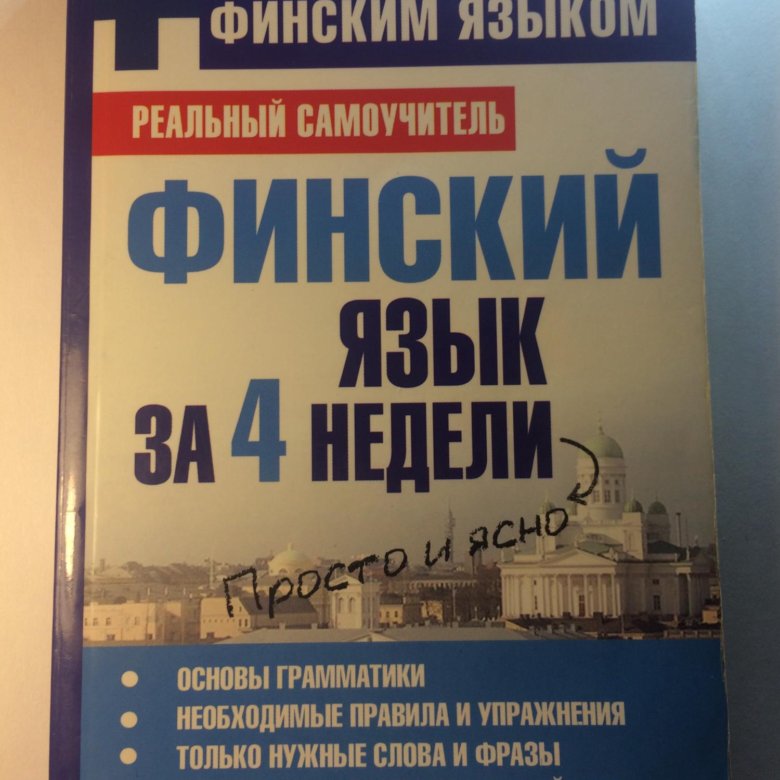 ФИНСКИМ ЯЗЫКОМ
РЕАЛЬНЫЙ САМОУЧИТЕЛЬ
ФИНСКИЙ
ЯЗЫК
ЗА 4 НЕДЕЛИ
Просто и ясно
• ОСНОВЫ ГРАММАТИКИ
• НЕОБХОДИМЫЕ ПРАВИЛА И УПРАЖНЕНИЯ
• ТОЛЬКО НУЖНЫЕ СЛОВА И ФРАЗЫ